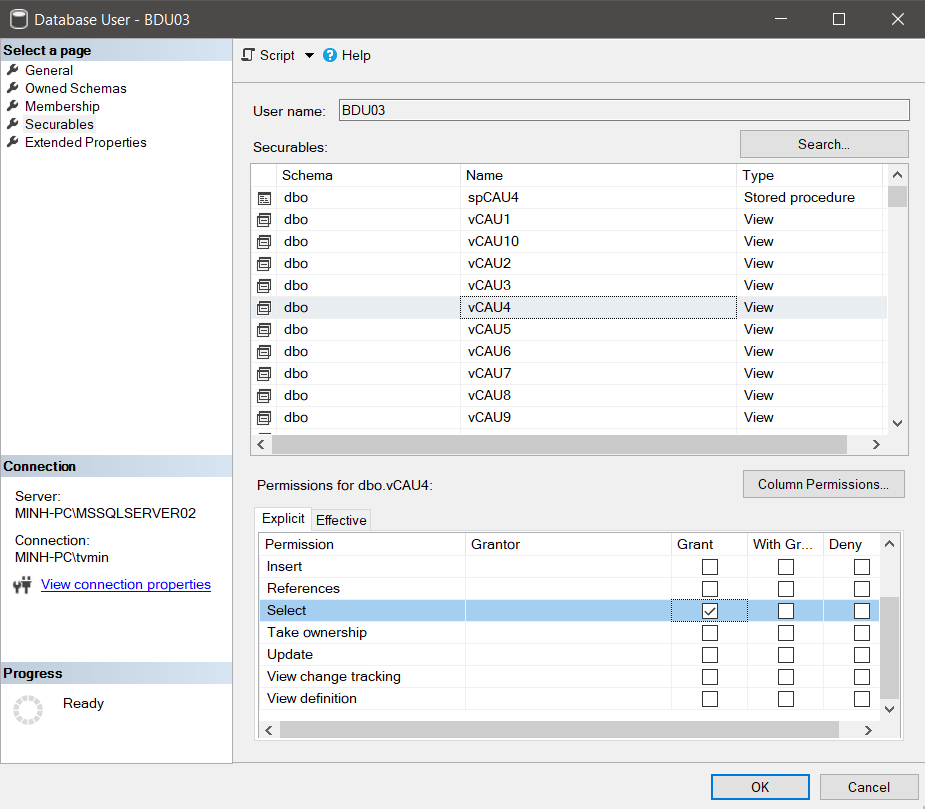 Database User - BDU03
Select a page
General
Owned Schemas
Membership
Securables
Extended Properties
Script
Help
User name: BDU03
Securables:
Search...
Schema Name Type
dbo spCAU4 Stored procedure
dbo vCAU1 View
dbo vCAU10 View
dbo vCAU2 View
dbo vCAU3 View
dbo vCAU4 View
dbo vCAU5 View
dbo vCAU6 View
dbo vCAU7 View
dbo vCAU8 View
dbo vCAU9 View
Connection
Server:
MINH-PC\MSSQLSERVER02
Connection:
MINH-PC\tvmin
View connection properties
Progress
Ready
Permissions for dbo.vCAU4:
Column Permissions...
Explicit Effective
Permission Grantor Grant With Gr... Deny
Insert
References
Select
Take ownership
Update
View change tracking
View definition
OK Cancel